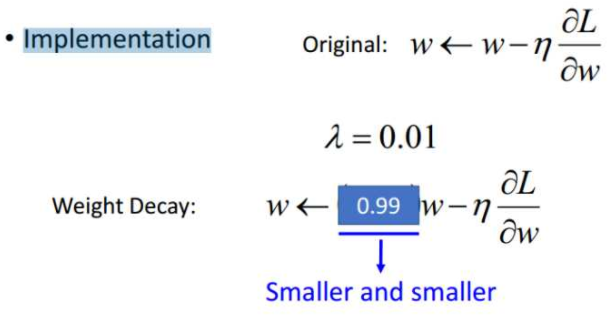 • Implementation
Original: w ← w − η ∂L/∂w
λ = 0.01
Weight Decay: w ← 0.99 w − η ∂L/∂w
Smaller and smaller